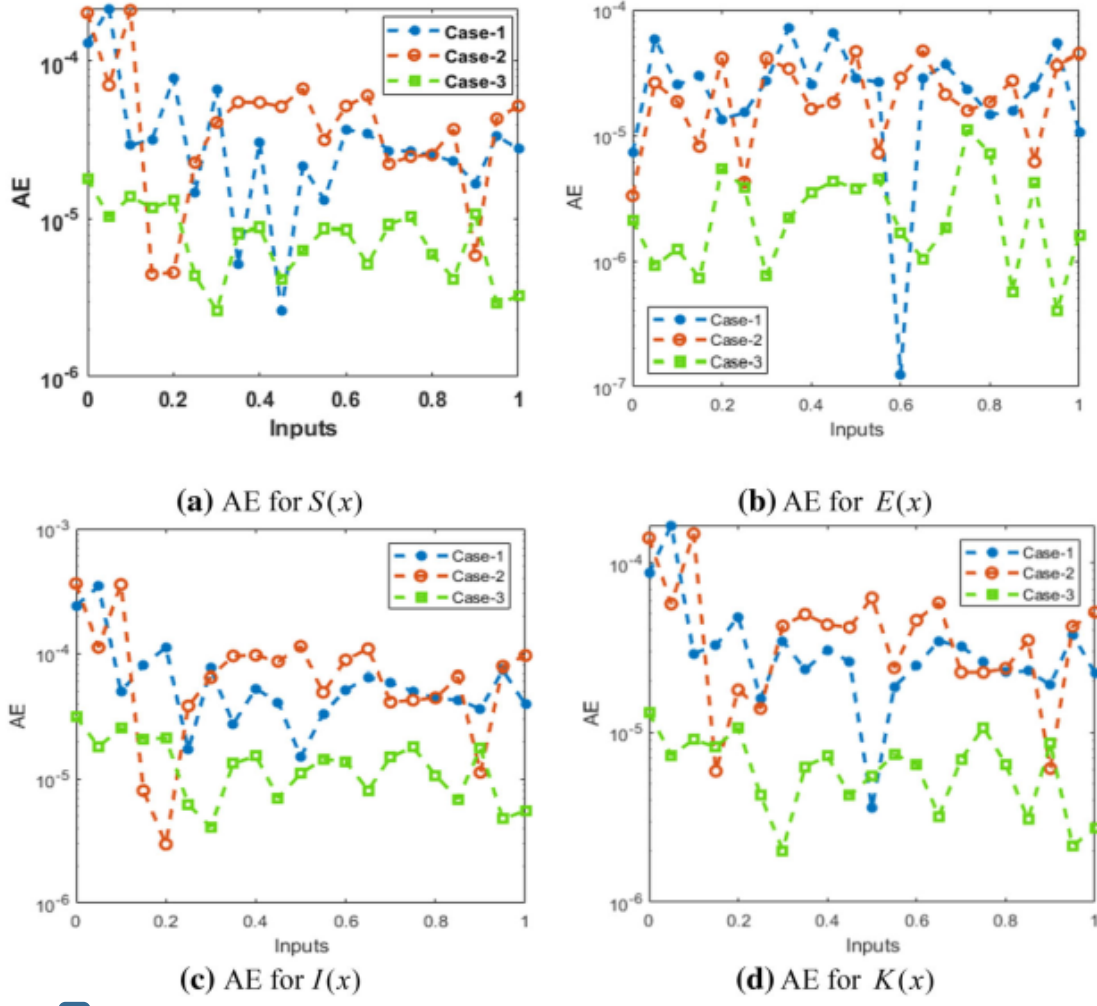 Case-1
Case-2
Case-3
10⁻⁴
10⁻⁵
10⁻⁶
AE
0 0.2 0.4 0.6 0.8 1
Inputs
(a) AE for S(x)
10⁻⁴
10⁻⁵
10⁻⁶
10⁻⁷
AE
Case-1
Case-2
Case-3
0 0.2 0.4 0.6 0.8 1
Inputs
(b) AE for E(x)
10⁻³
10⁻⁴
10⁻⁵
10⁻⁶
AE
Case-1
Case-2
Case-3
0 0.2 0.4 0.6 0.8 1
Inputs
(c) AE for I(x)
10⁻⁴
10⁻⁵
10⁻⁶
AE
Case-1
Case-2
Case-3
0 0.2 0.4 0.6 0.8 1
Inputs
(d) AE for K(x)